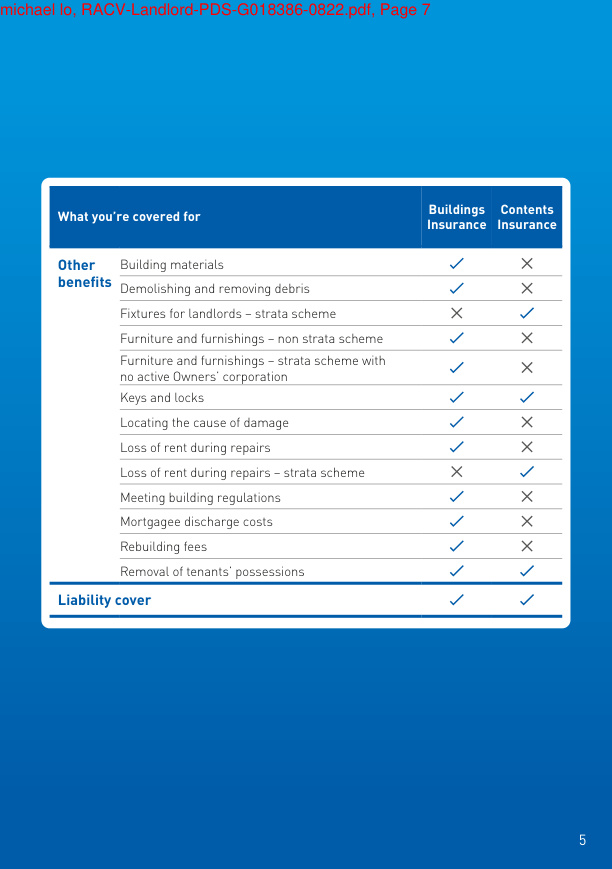 michael lo, RACV-Landlord-PDS-G018386-0822.pdf, Page 7
What you're covered for
Buildings
Insurance
Contents
Insurance
Other
benefits
Building materials
Demolishing and removing debris
Fixtures for landlords – strata scheme
Furniture and furnishings – non strata scheme
Furniture and furnishings – strata scheme with
no active Owners' corporation
Keys and locks
Locating the cause of damage
Loss of rent during repairs
Loss of rent during repairs – strata scheme
Meeting building regulations
Mortgagee discharge costs
Rebuilding fees
Removal of tenants' possessions
Liability cover
5